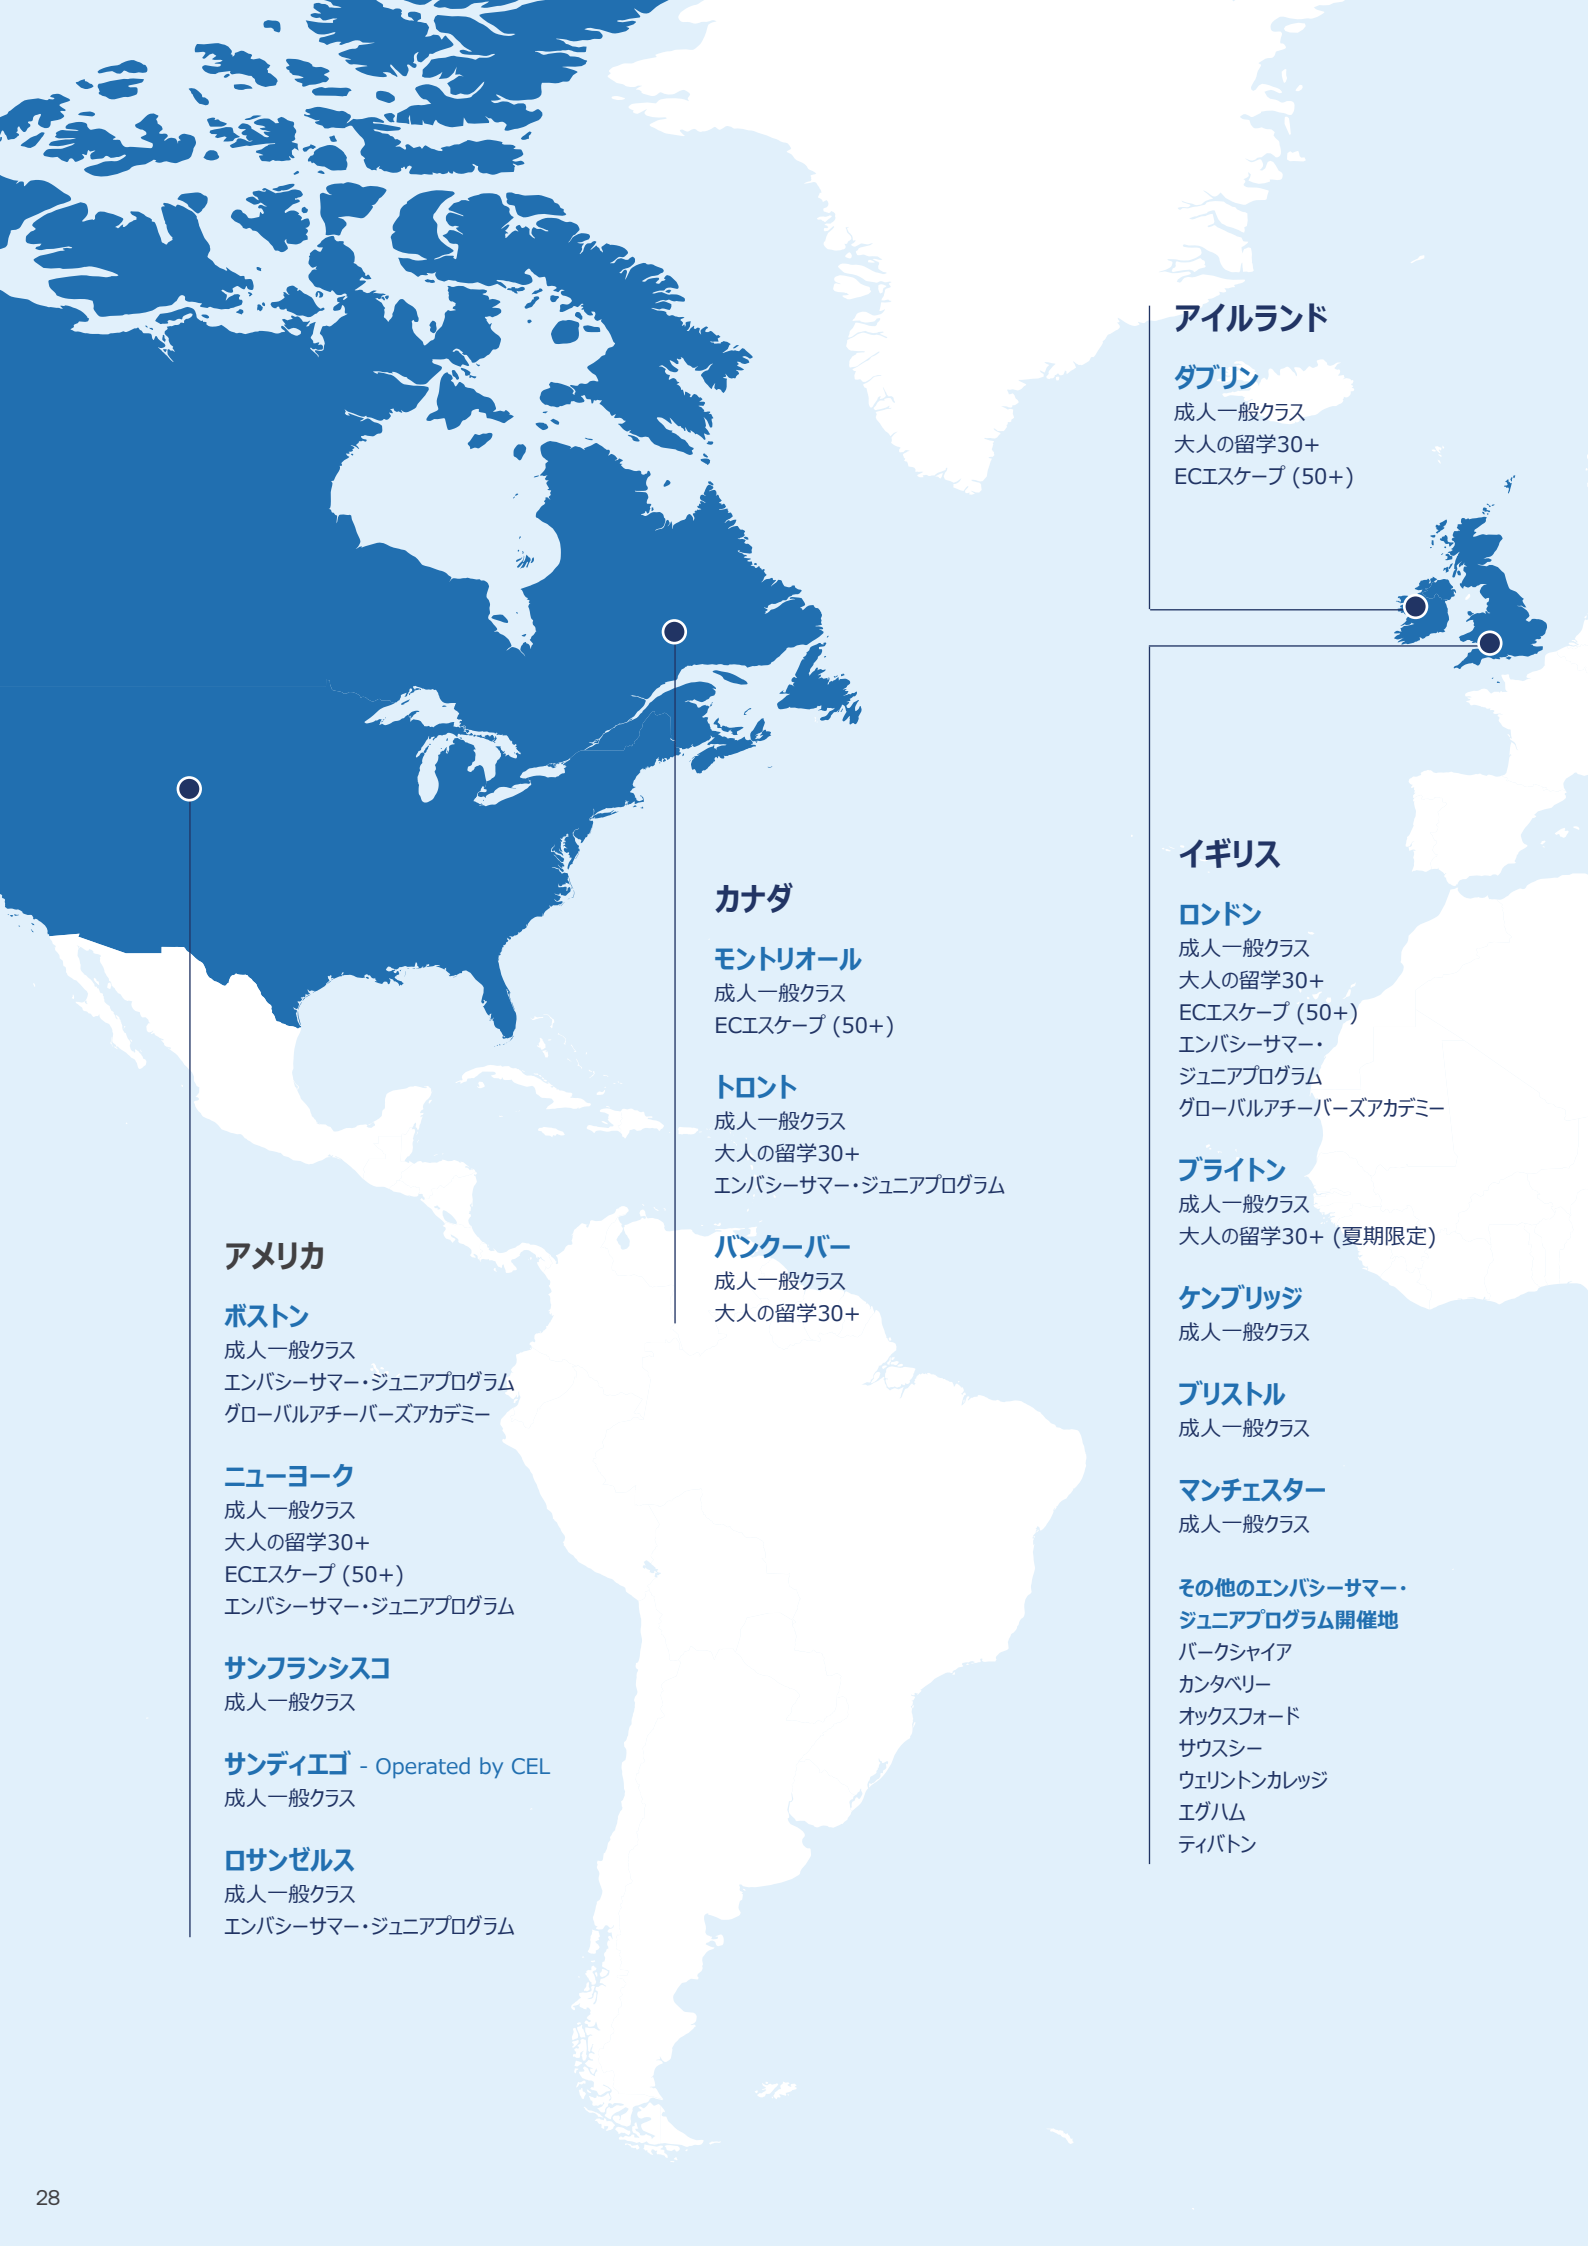 アイルランド
ダブリン
成人一般クラス
大人の留学30+
ECエスケープ (50+)
イギリス
ロンドン
成人一般クラス
大人の留学30+
ECエスケープ (50+)
エンバシーサマー・
ジュニアプログラム
グローバルアチーバーズアカデミー
ブライトン
成人一般クラス
大人の留学30+ (夏期限定)
ケンブリッジ
成人一般クラス
ブリストル
成人一般クラス
マンチェスター
成人一般クラス
その他のエンバシーサマー・
ジュニアプログラム開催地
バークシャイア
カンタベリー
オックスフォード
サウスシー
ウェリントンカレッジ
エグハム
ティバトン
カナダ
モントリオール
成人一般クラス
ECエスケープ (50+)
トロント
成人一般クラス
大人の留学30+
エンバシーサマー・ジュニアプログラム
バンクーバー
成人一般クラス
大人の留学30+
アメリカ
ボストン
成人一般クラス
エンバシーサマー・ジュニアプログラム
グローバルアチーバーズアカデミー
ニューヨーク
成人一般クラス
大人の留学30+
ECエスケープ (50+)
エンバシーサマー・ジュニアプログラム
サンフランシスコ
成人一般クラス
サンディエゴ - Operated by CEL
成人一般クラス
ロサンゼルス
成人一般クラス
エンバシーサマー・ジュニアプログラム
28